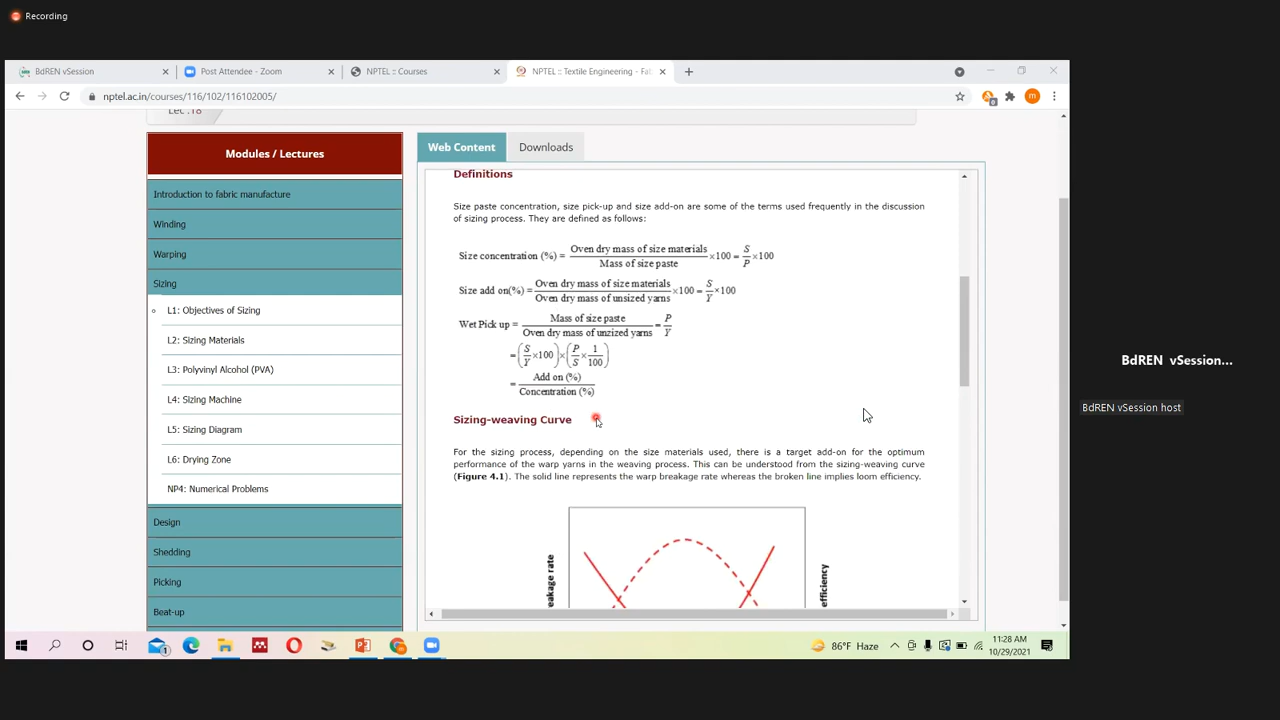 Recording
BdREN vSession
Post Attendee - Zoom
NPTEL :: Courses
NPTEL :: Textile Engineering - Fab
nptel.ac.in/courses/116/102/116102005/
Lec :18
Modules / Lectures
Web Content
Downloads
Introduction to fabric manufacture
Winding
Warping
Sizing
L1: Objectives of Sizing
L2: Sizing Materials
L3: Polyvinyl Alcohol (PVA)
L4: Sizing Machine
L5: Sizing Diagram
L6: Drying Zone
NP4: Numerical Problems
Design
Shedding
Picking
Beat-up
Definitions
Size paste concentration, size pick-up and size add-on are some of the terms used frequently in the discussion
of sizing process. They are defined as follows:
Size concentration (%) = Oven dry mass of size materials / Mass of size paste ×100 = S/P ×100
Size add on(%) = Oven dry mass of size materials / Oven dry mass of unsized yarns ×100 = S/Y ×100
Wet Pick up = Mass of size paste / Oven dry mass of unzized yarns = P/Y
= (S/Y ×100) × (P/S × 1/100)
= Add on (%) / Concentration (%)
Sizing-weaving Curve
For the sizing process, depending on the size materials used, there is a target add-on for the optimum
performance of the warp yarns in the weaving process. This can be understood from the sizing-weaving curve
(Figure 4.1). The solid line represents the warp breakage rate whereas the broken line implies loom efficiency.
eakage rate
efficiency
BdREN vSession...
BdREN vSession host
86°F Haze
11:28 AM
10/29/2021